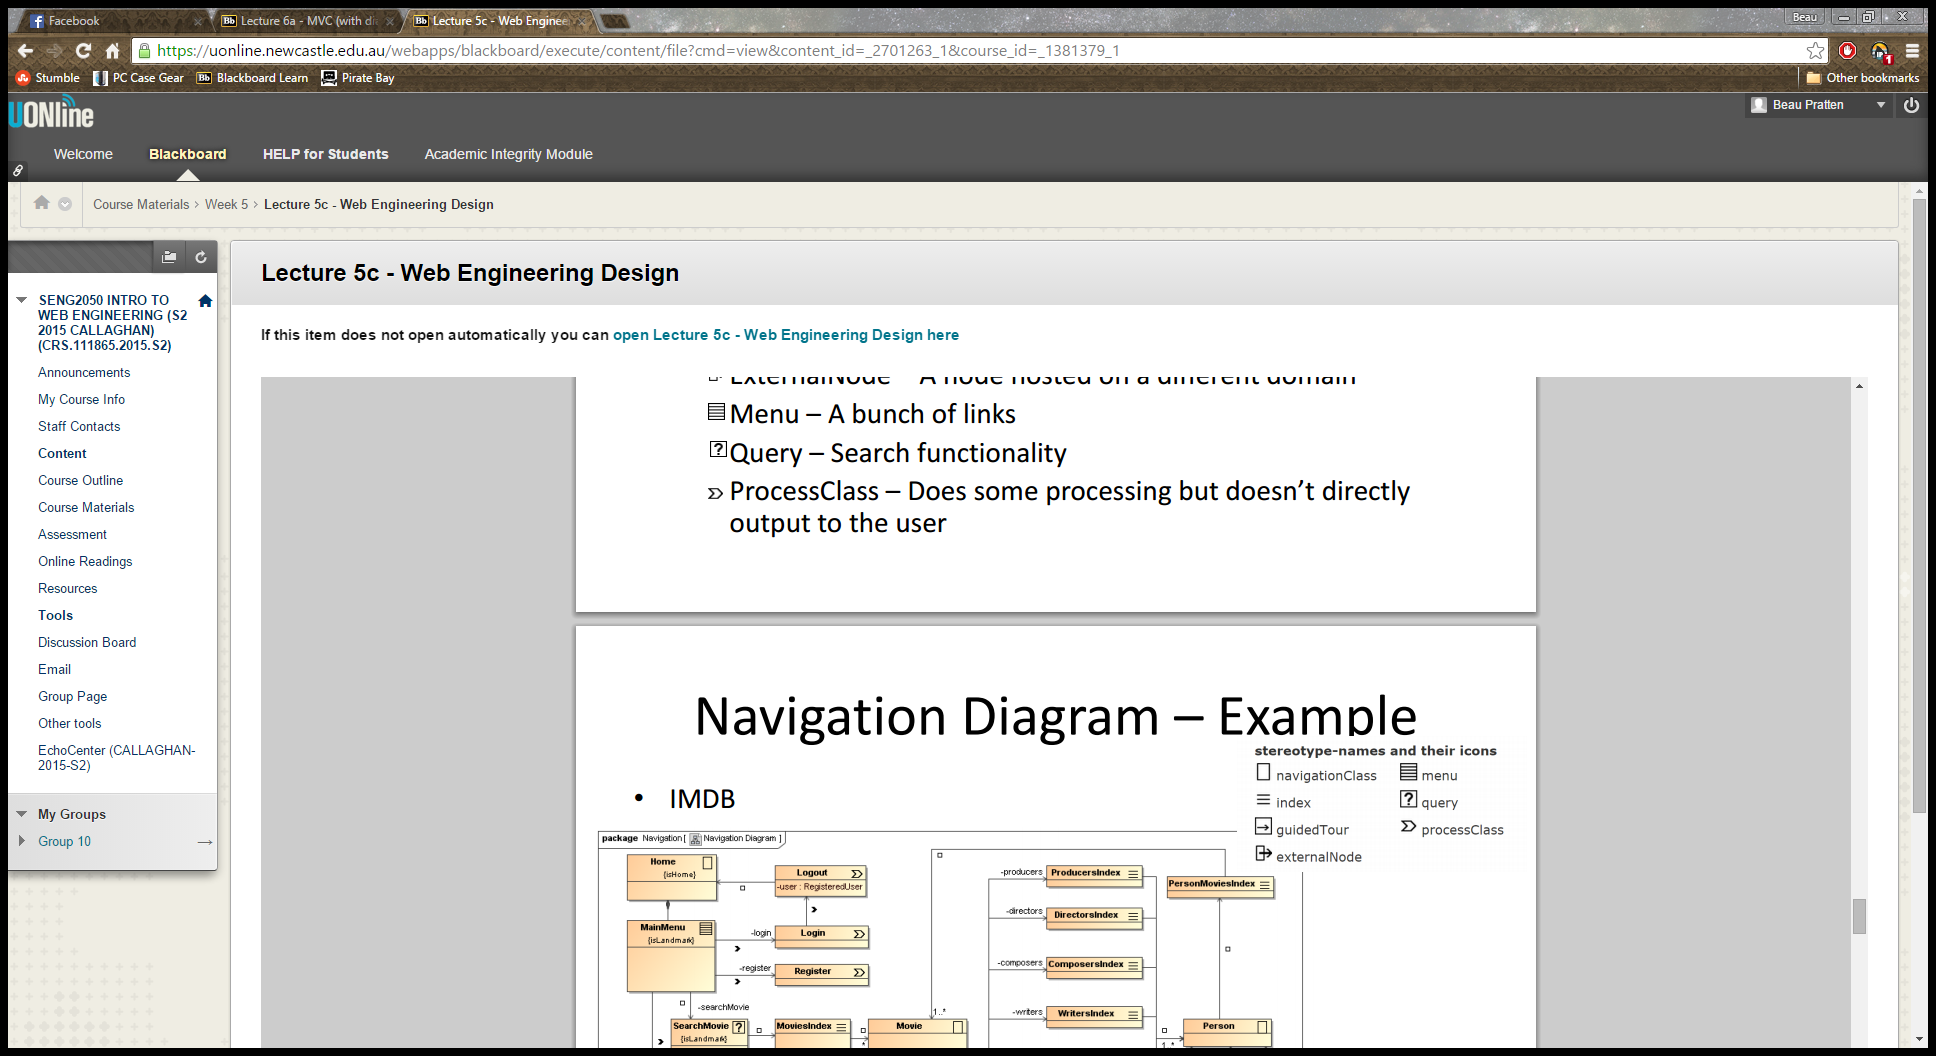 Facebook
Lecture 6a - MVC (with di
Lecture 5c - Web Enginee
Beau
https://uonline.newcastle.edu.au/webapps/blackboard/execute/content/file?cmd=view&content_id=_2701263_1&course_id=_1381379_1
Stumble
PC Case Gear
Blackboard Learn
Pirate Bay
Other bookmarks
UONline
Beau Pratten
Welcome
Blackboard
HELP for Students
Academic Integrity Module
Course Materials > Week 5 > Lecture 5c - Web Engineering Design
SENG2050 INTRO TO
WEB ENGINEERING (S2
2015 CALLAGHAN)
(CRS.111865.2015.S2)
Announcements
My Course Info
Staff Contacts
Content
Course Outline
Course Materials
Assessment
Online Readings
Resources
Tools
Discussion Board
Email
Group Page
Other tools
EchoCenter (CALLAGHAN-
2015-S2)
My Groups
Group 10
Lecture 5c - Web Engineering Design
If this item does not open automatically you can open Lecture 5c - Web Engineering Design here
ExternalNode – A node hosted on a different domain
Menu – A bunch of links
? Query – Search functionality
ProcessClass – Does some processing but doesn't directly
output to the user
Navigation Diagram – Example
stereotype-names and their icons
navigationClass
menu
index
? query
guidedTour
processClass
externalNode
• IMDB
package Navigation [ Navigation Diagram ]
Home
{isHome}
Logout
-user : RegisteredUser
MainMenu
{isLandmark}
-login
Login
-register
Register
-searchMovie
SearchMovie ?
{isLandmark}
MoviesIndex
*
Movie
1..*
-producers
ProducersIndex
-directors
DirectorsIndex
-composers
ComposersIndex
-writers
WritersIndex
PersonMoviesIndex
1..*
Person